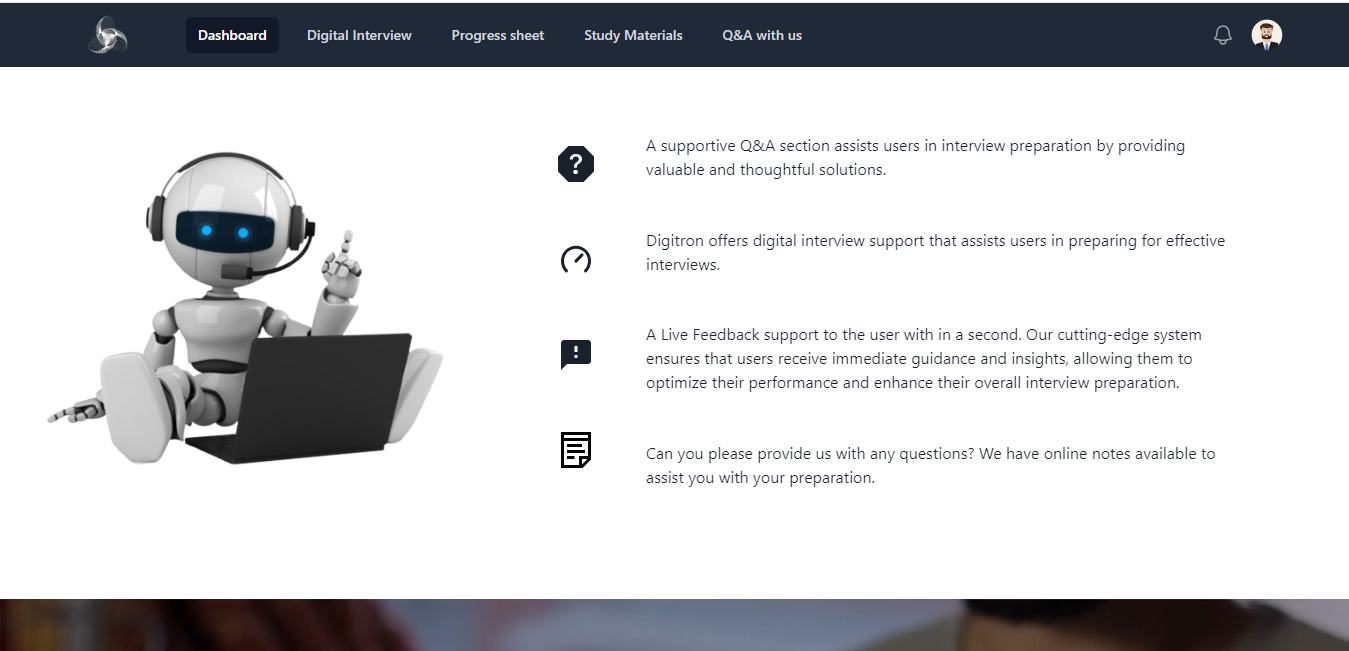 Dashboard Digital Interview Progress sheet Study Materials Q&A with us
A supportive Q&A section assists users in interview preparation by providing
valuable and thoughtful solutions.
Digitron offers digital interview support that assists users in preparing for effective
interviews.
A Live Feedback support to the user with in a second. Our cutting-edge system
ensures that users receive immediate guidance and insights, allowing them to
optimize their performance and enhance their overall interview preparation.
Can you please provide us with any questions? We have online notes available to
assist you with your preparation.